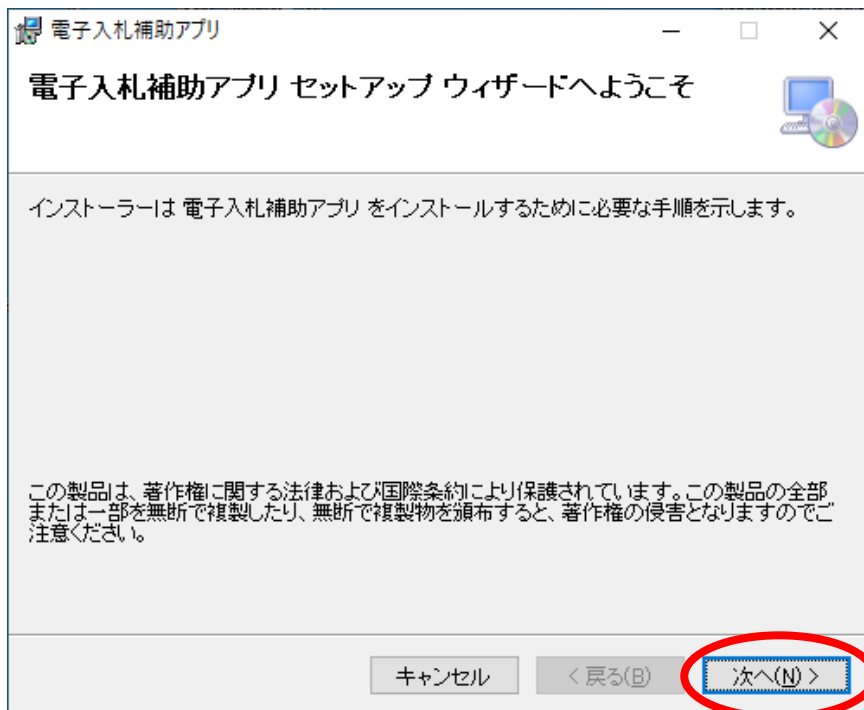 電子入札補助アプリ
電子入札補助アプリ セットアップ ウィザードへようこそ
インストーラーは 電子入札補助アプリ をインストールするために必要な手順を示します。
この製品は、著作権に関する法律および国際条約により保護されています。この製品の全部
または一部を無断で複製したり、無断で複製物を頒布すると、著作権の侵害となりますのでご
注意ください。
キャンセル
< 戻る(B)
次へ(N) >